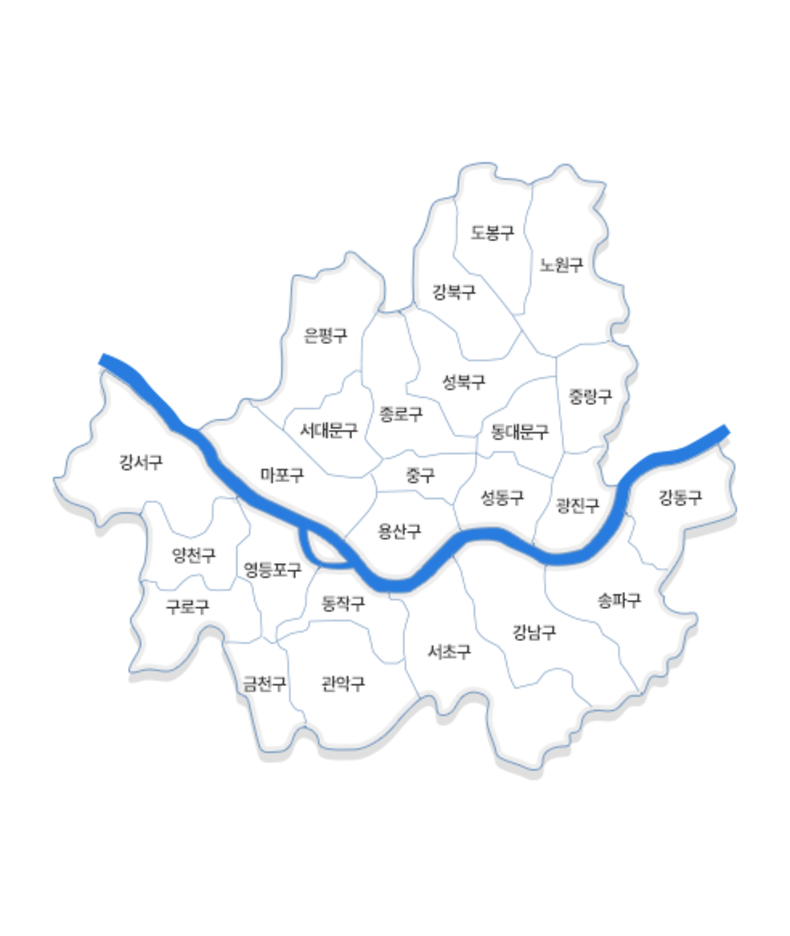 도봉구
노원구
강북구
은평구
성북구
중랑구
종로구
서대문구
동대문구
강서구
마포구
중구
성동구
광진구
강동구
용산구
양천구
영등포구
송파구
동작구
구로구
강남구
서초구
금천구
관악구